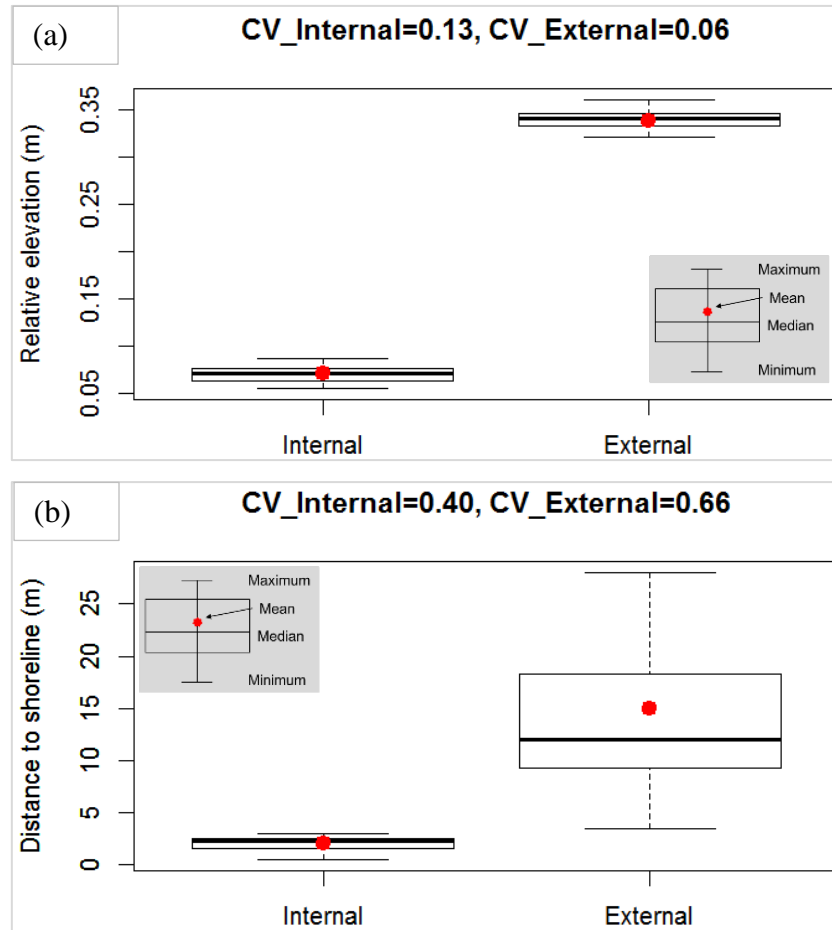 (a)
CV_Internal=0.13, CV_External=0.06
Relative elevation (m)
0.35
0.25
0.15
0.05
Maximum
Mean
Median
Minimum
Internal External
(b)
CV_Internal=0.40, CV_External=0.66
Distance to shoreline (m)
25
20
15
10
5
0
Maximum
Mean
Median
Minimum
Internal External